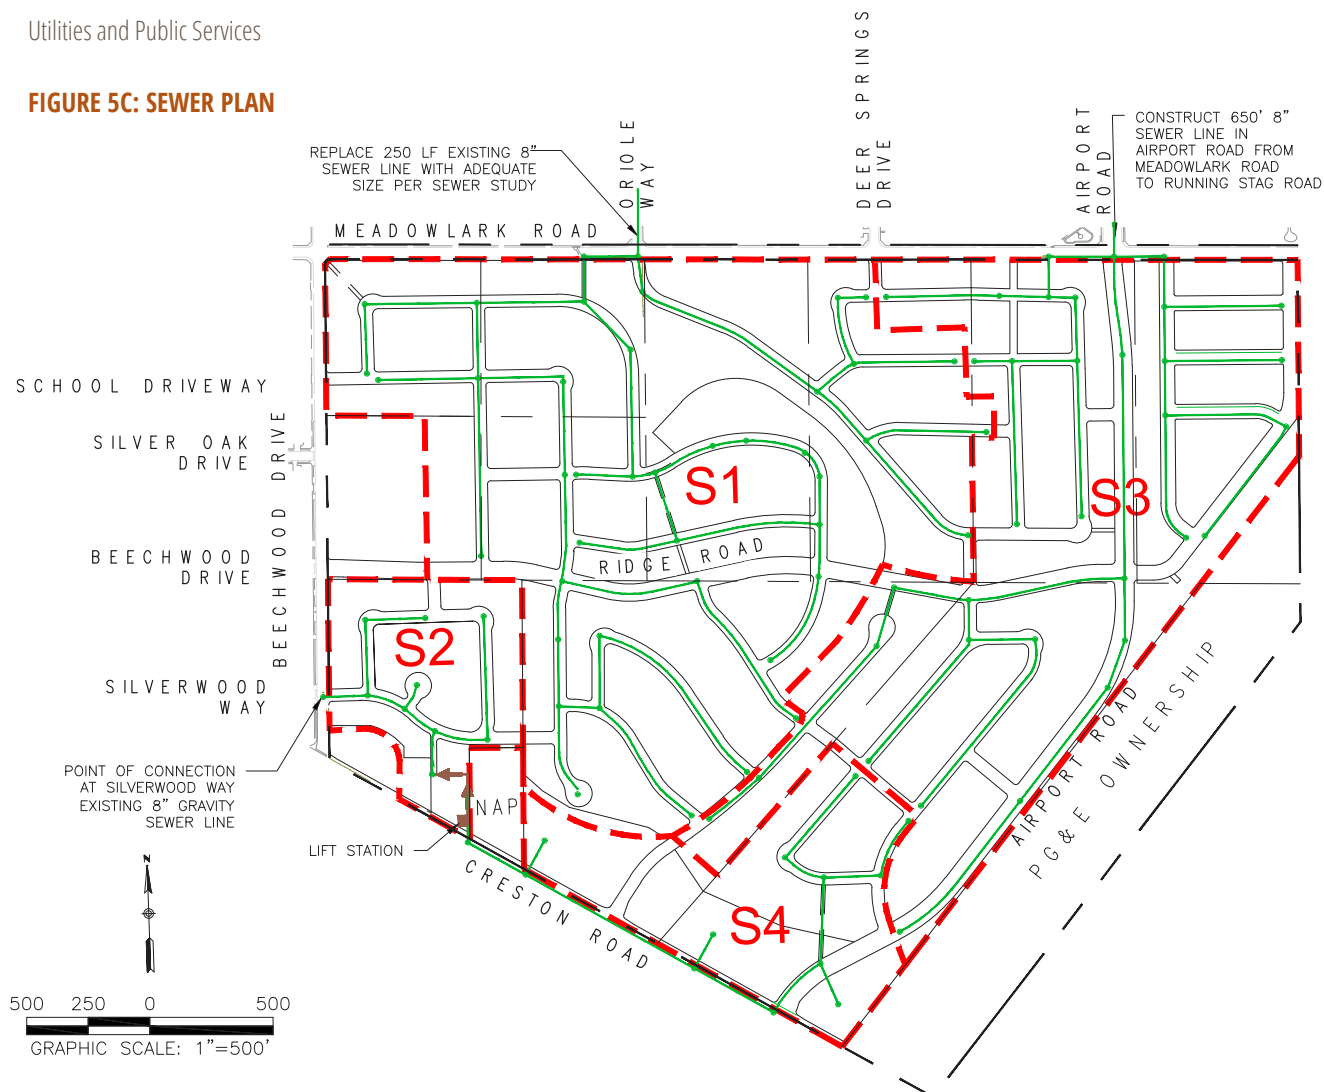 Utilities and Public Services
FIGURE 5C: SEWER PLAN
REPLACE 250 LF EXISTING 8"
SEWER LINE WITH ADEQUATE
SIZE PER SEWER STUDY
ORIOLE
WAY
DEER SPRINGS
DRIVE
AIRPORT
ROAD
CONSTRUCT 650' 8"
SEWER LINE IN
AIRPORT ROAD FROM
MEADOWLARK ROAD
TO RUNNING STAG ROAD
MEADOWLARK ROAD
SCHOOL DRIVEWAY
SILVER OAK
DRIVE
BEECHWOOD DRIVE
BEECHWOOD
DRIVE
SILVERWOOD
WAY
S1
S3
RIDGE ROAD
S2
POINT OF CONNECTION
AT SILVERWOOD WAY
EXISTING 8" GRAVITY
SEWER LINE
NAP
LIFT STATION
CRESTON ROAD
S4
AIRPORT ROAD
PG&E OWNERSHIP
N
500 250 0 500
GRAPHIC SCALE: 1"=500'